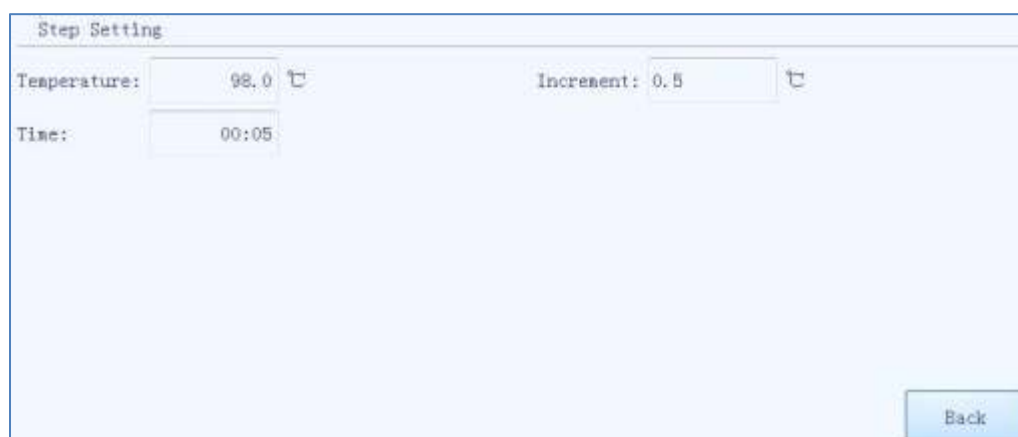 Step Setting
Temperature: 98.0 ℃ Increment: 0.5 ℃
Time: 00:05
Back